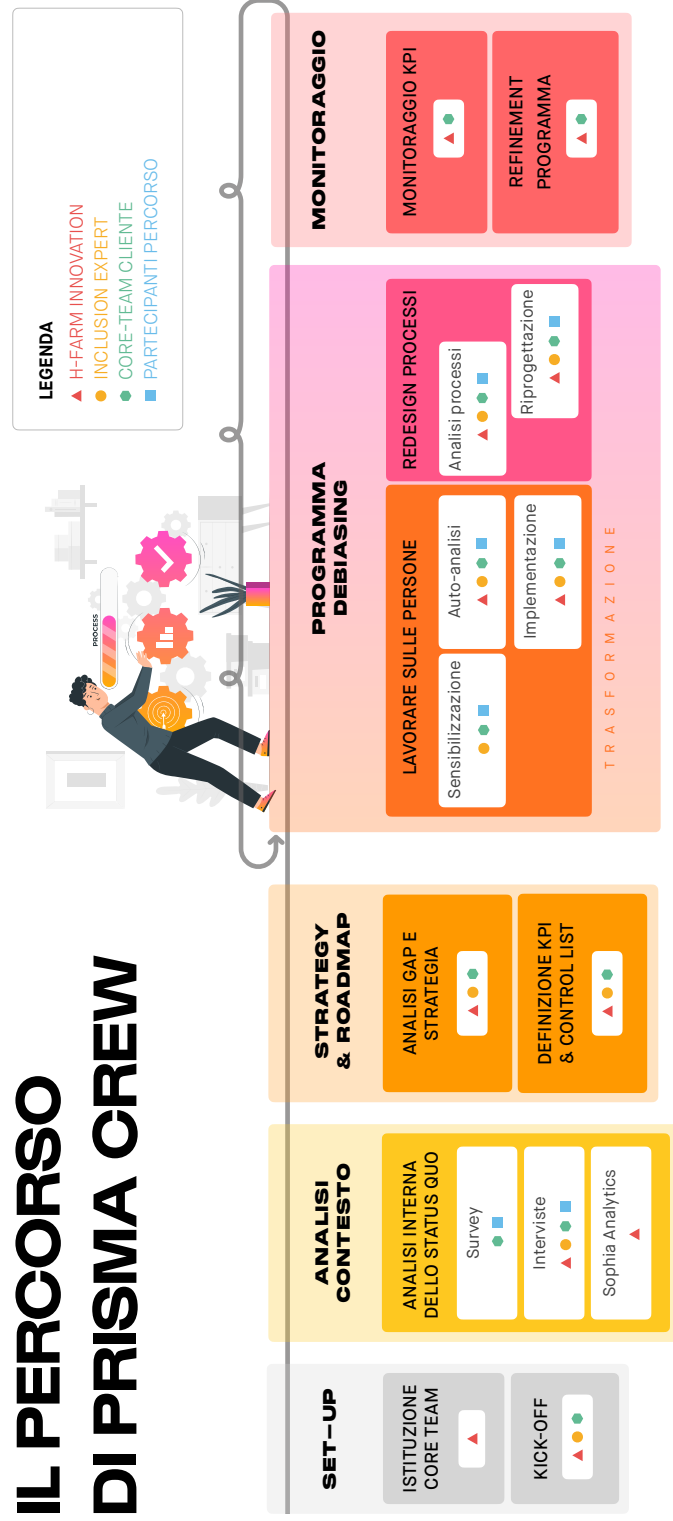 IL PERCORSO
DI PRISMA CREW
PROCESS
LEGENDA
H-FARM INNOVATION
INCLUSION EXPERT
CORE-TEAM CLIENTE
PARTECIPANTI PERCORSO
SET-UP
ISTITUZIONE
CORE TEAM
KICK-OFF
ANALISI
CONTESTO
ANALISI INTERNA
DELLO STATUS QUO
Survey
Interviste
Sophia Analytics
STRATEGY
& ROADMAP
ANALISI GAP E
STRATEGIA
DEFINIZIONE KPI
& CONTROL LIST
PROGRAMMA
DEBIASING
LAVORARE SULLE PERSONE
Sensibilizzazione
Auto-analisi
Implementazione
REDESIGN PROCESSI
Analisi processi
Riprogettazione
TRASFORMAZIONE
MONITORAGGIO
MONITORAGGIO KPI
REFINEMENT
PROGRAMMA